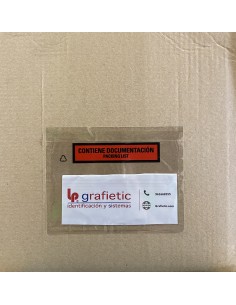 CONTIENE DOCUMENTACIÓN
PACKING LIST
grafietic
identificación y sistemas